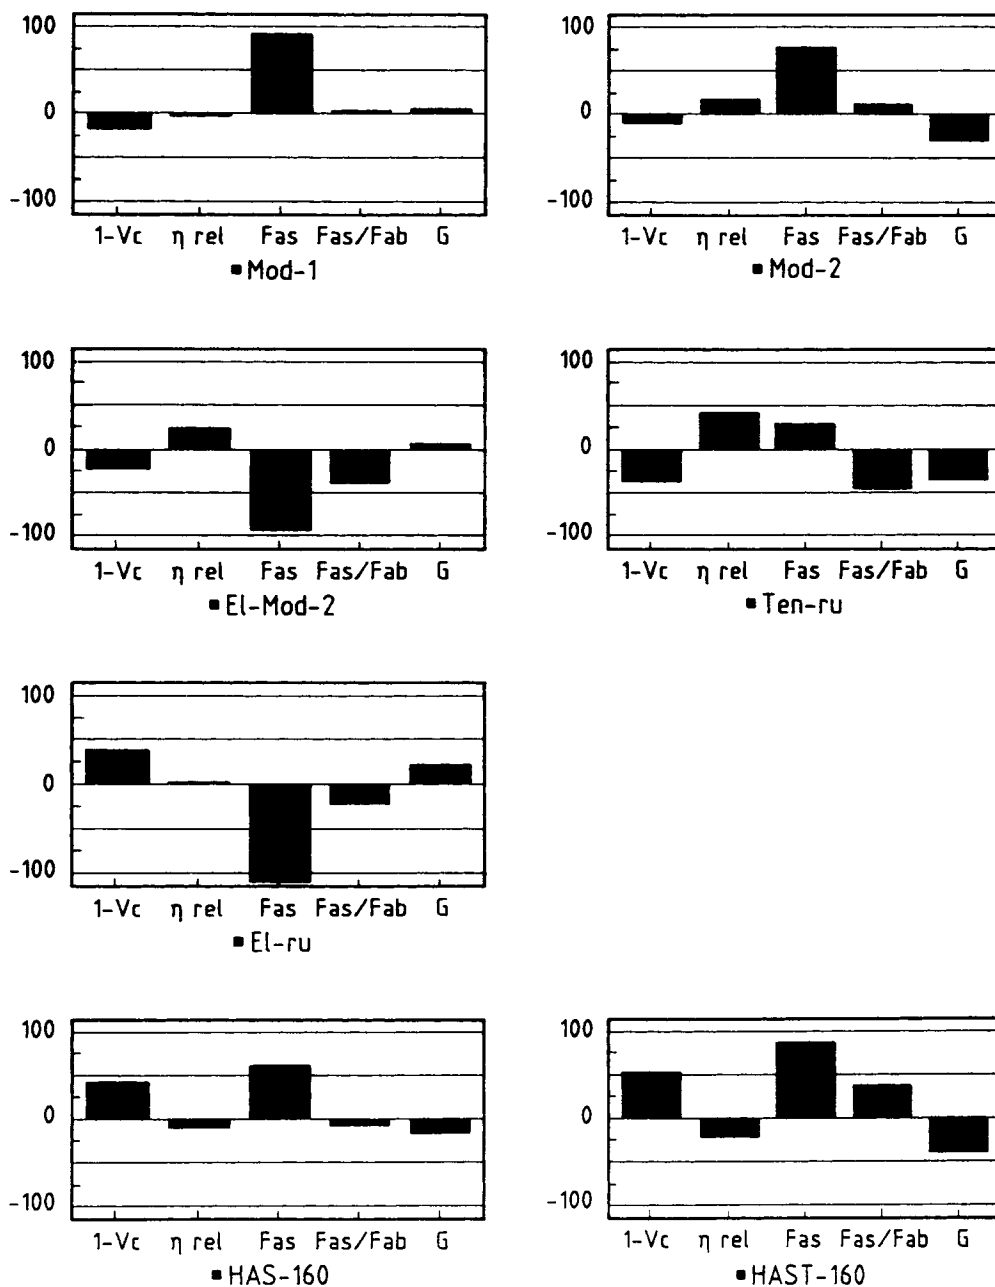 100
0
-100
1-Vc η rel Fas Fas/Fab G
▪ Mod-1
100
0
-100
1-Vc η rel Fas Fas/Fab G
▪ Mod-2
100
0
-100
1-Vc η rel Fas Fas/Fab G
▪ El-Mod-2
100
0
-100
1-Vc η rel Fas Fas/Fab G
▪ Ten-ru
100
0
-100
1-Vc η rel Fas Fas/Fab G
▪ El-ru
100
0
-100
1-Vc η rel Fas Fas/Fab G
▪ HAS-160
100
0
-100
1-Vc η rel Fas Fas/Fab G
▪ HAST-160